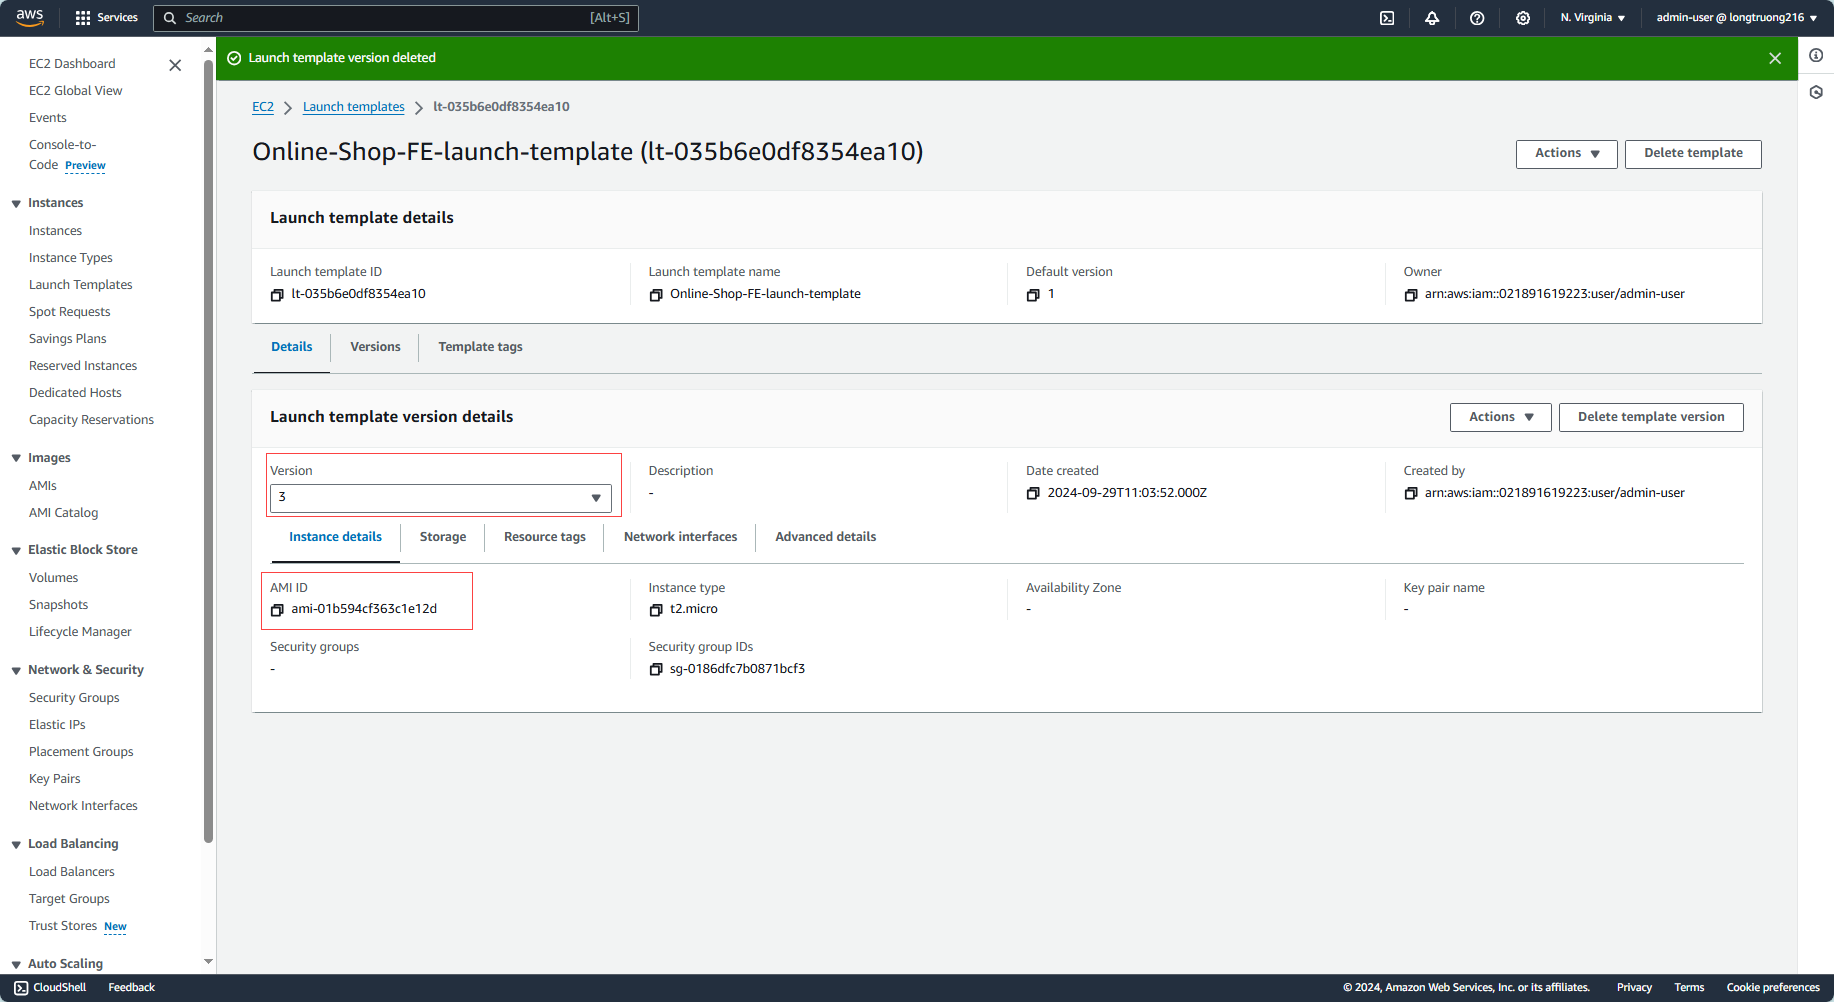 aws
Services
Search
[Alt+S]
N. Virginia
admin-user @ longtruong216
EC2 Dashboard
EC2 Global View
Events
Console-to-
Code Preview
Instances
Instances
Instance Types
Launch Templates
Spot Requests
Savings Plans
Reserved Instances
Dedicated Hosts
Capacity Reservations
Images
AMIs
AMI Catalog
Elastic Block Store
Volumes
Snapshots
Lifecycle Manager
Network & Security
Security Groups
Elastic IPs
Placement Groups
Key Pairs
Network Interfaces
Load Balancing
Load Balancers
Target Groups
Trust Stores New
Auto Scaling
Launch template version deleted
EC2 Launch templates lt-035b6e0df8354ea10
Online-Shop-FE-launch-template (lt-035b6e0df8354ea10)
Actions
Delete template
Launch template details
Launch template ID
lt-035b6e0df8354ea10
Launch template name
Online-Shop-FE-launch-template
Default version
1
Owner
arn:aws:iam::021891619223:user/admin-user
Details
Versions
Template tags
Launch template version details
Actions
Delete template version
Version
3
Description
-
Date created
2024-09-29T11:03:52.000Z
Created by
arn:aws:iam::021891619223:user/admin-user
Instance details
Storage
Resource tags
Network interfaces
Advanced details
AMI ID
ami-01b594cf363c1e12d
Instance type
t2.micro
Availability Zone
-
Key pair name
-
Security groups
-
Security group IDs
sg-0186dfc7b0871bcf3
CloudShell
Feedback
© 2024, Amazon Web Services, Inc. or its affiliates.
Privacy
Terms
Cookie preferences